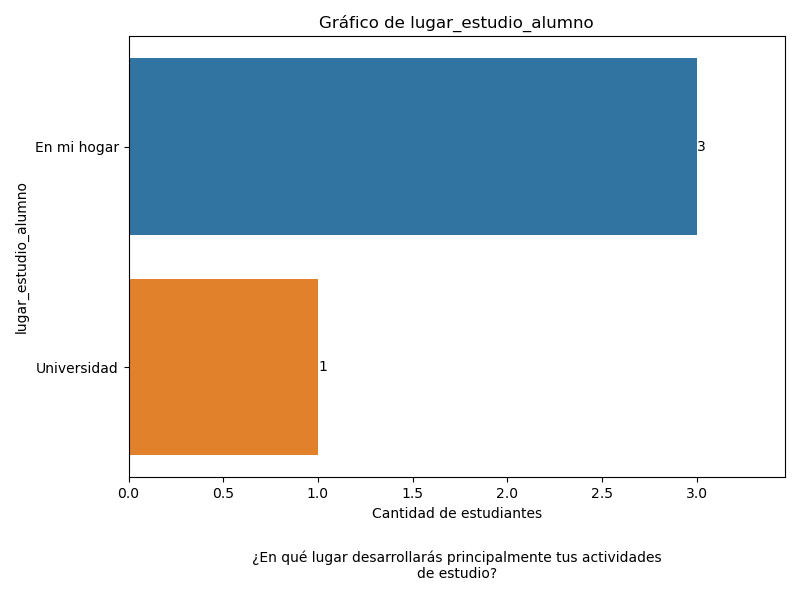 Gráfico de lugar_estudio_alumno
En mi hogar
3
lugar_estudio_alumno
Universidad
1
0.0 0.5 1.0 1.5 2.0 2.5 3.0
Cantidad de estudiantes
¿En qué lugar desarrollarás principalmente tus actividades
de estudio?